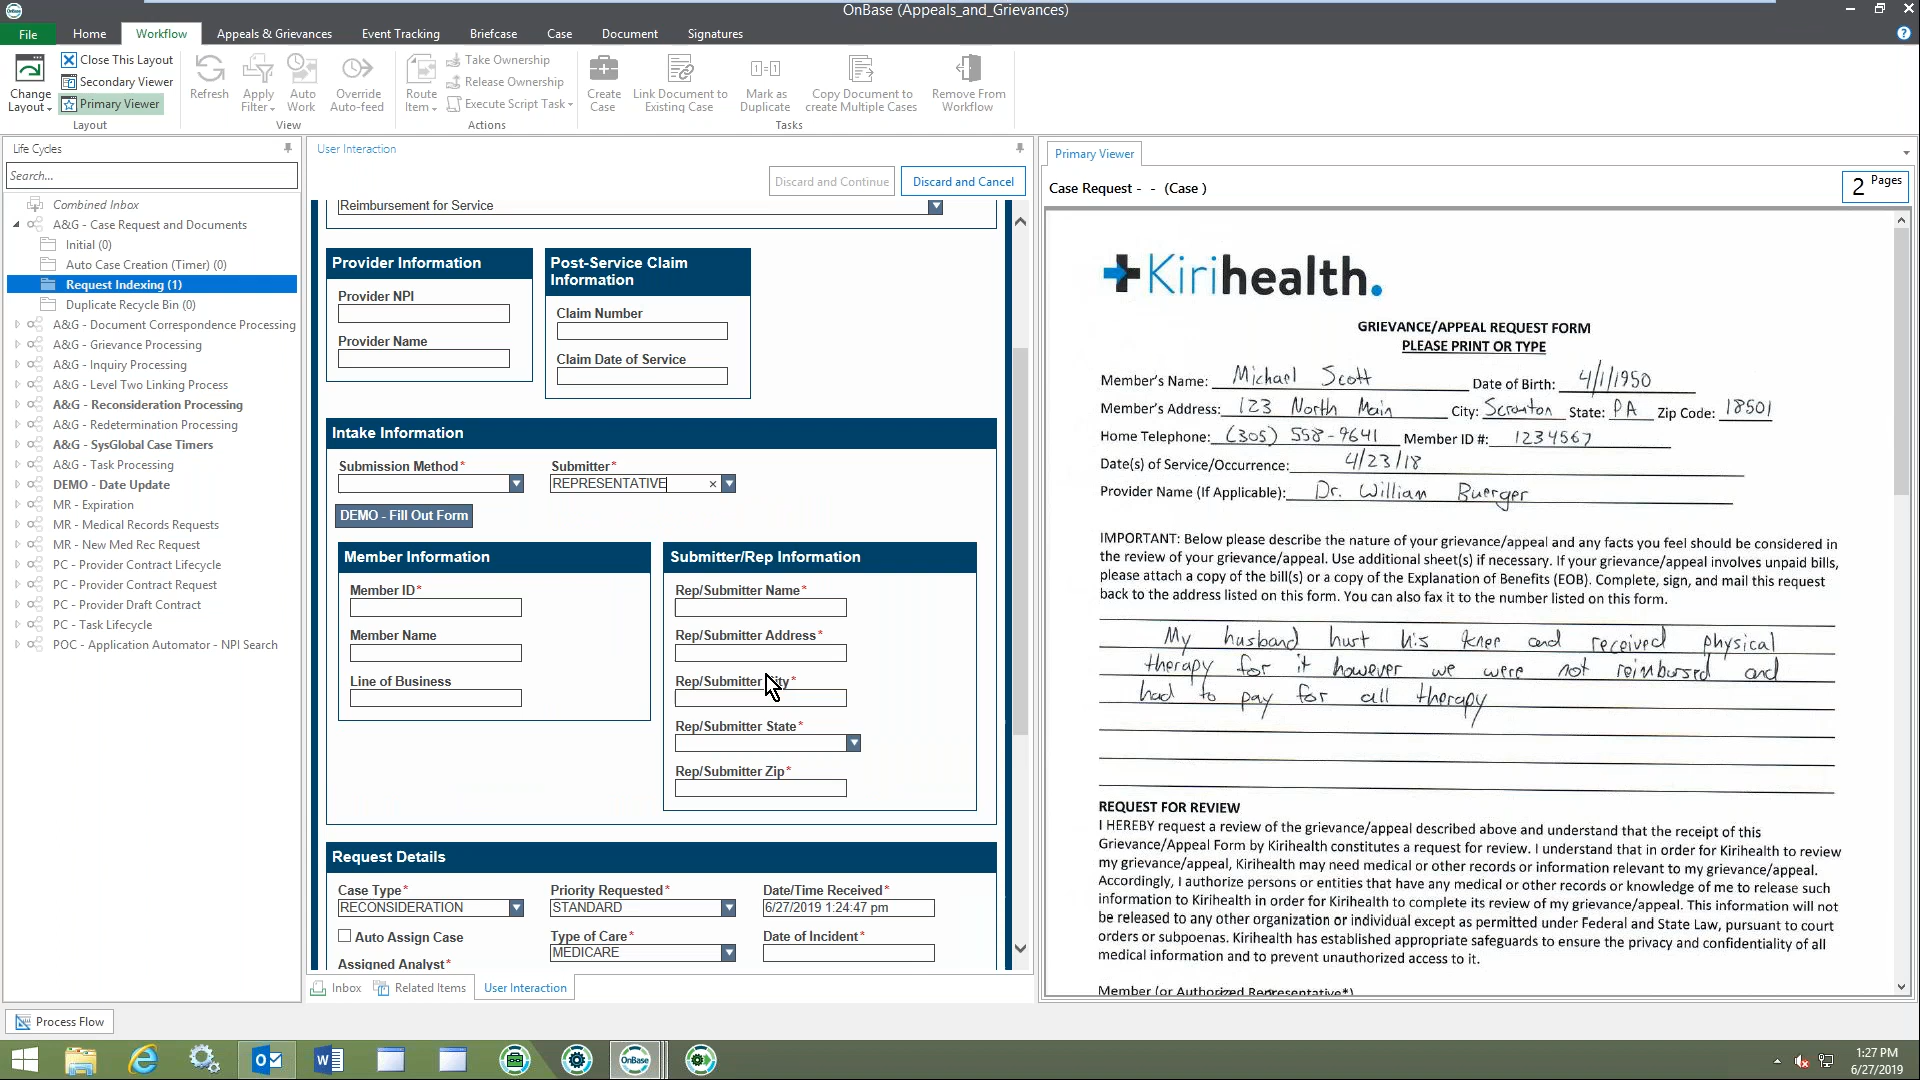 OnBase (Appeals_and_Grievances)
File Home Workflow Appeals & Grievances Event Tracking Briefcase Case Document Signatures
Change Layout
Close This Layout
Secondary Viewer
Primary Viewer
Layout
Refresh
Apply Filter
Auto Work
Override Auto-feed
View
Route Item
Take Ownership
Release Ownership
Execute Script Task
Actions
Create Case
Link Document to Existing Case
Mark as Duplicate
Copy Document to create Multiple Cases
Remove From Workflow
Tasks
Life Cycles
Search...
Combined Inbox
A&G - Case Request and Documents
Initial (0)
Auto Case Creation (Timer) (0)
Request Indexing (1)
Duplicate Recycle Bin (0)
A&G - Document Correspondence Processing
A&G - Grievance Processing
A&G - Inquiry Processing
A&G - Level Two Linking Process
A&G - Reconsideration Processing
A&G - Redetermination Processing
A&G - SysGlobal Case Timers
A&G - Task Processing
DEMO - Date Update
MR - Expiration
MR - Medical Records Requests
MR - New Med Rec Request
PC - Provider Contract Lifecycle
PC - Provider Contract Request
PC - Provider Draft Contract
PC - Task Lifecycle
POC - Application Automator - NPI Search
User Interaction
Discard and Continue Discard and Cancel
Reimbursement for Service
Provider Information
Provider NPI
Provider Name
Post-Service Claim
Information
Claim Number
Claim Date of Service
Intake Information
Submission Method* Submitter*
REPRESENTATIVE ×
DEMO - Fill Out Form
Member Information
Member ID*
Member Name
Line of Business
Submitter/Rep Information
Rep/Submitter Name*
Rep/Submitter Address*
Rep/Submitter City*
Rep/Submitter State*
Rep/Submitter Zip*
Request Details
Case Type* Priority Requested* Date/Time Received*
RECONSIDERATION STANDARD 6/27/2019 1:24:47 pm
Auto Assign Case Type of Care* Date of Incident*
MEDICARE
Assigned Analyst*
Inbox Related Items User Interaction
Primary Viewer
Case Request - - (Case )
2 Pages
Kirihealth.
GRIEVANCE/APPEAL REQUEST FORM
PLEASE PRINT OR TYPE
Member's Name: Michael Scott Date of Birth: 4/1/1950
Member's Address: 123 North Main City: Scranton State: PA Zip Code: 18501
Home Telephone: (305) 558-9641 Member ID #: 1234567
Date(s) of Service/Occurrence: 4/23/18
Provider Name (If Applicable): Dr. William Buerger
IMPORTANT: Below please describe the nature of your grievance/appeal and any facts you feel should be considered in
the review of your grievance/appeal. Use additional sheet(s) if necessary. If your grievance/appeal involves unpaid bills,
please attach a copy of the bill(s) or a copy of the Explanation of Benefits (EOB). Complete, sign, and mail this request
back to the address listed on this form. You can also fax it to the number listed on this form.
My husband hurt his knee and received physical
therapy for it however we were not reimbursed and
had to pay for all therapy
REQUEST FOR REVIEW
I HEREBY request a review of the grievance/appeal described above and understand that the receipt of this
Grievance/Appeal Form by Kirihealth constitutes a request for review. I understand that in order for Kirihealth to review
my grievance/appeal, Kirihealth may need medical or other records or information relevant to my grievance/appeal.
Accordingly, I authorize persons or entities that have any medical or other records or knowledge of me to release such
information to Kirihealth in order for Kirihealth to complete its review of my grievance/appeal. This information will not
be released to any other organization or individual except as permitted under Federal and State Law, pursuant to court
orders or subpoenas. Kirihealth has established appropriate safeguards to ensure the privacy and confidentiality of all
medical information and to prevent unauthorized access to it.
Member (or Authorized Representative*)
Process Flow
OnBase
1:27 PM
6/27/2019